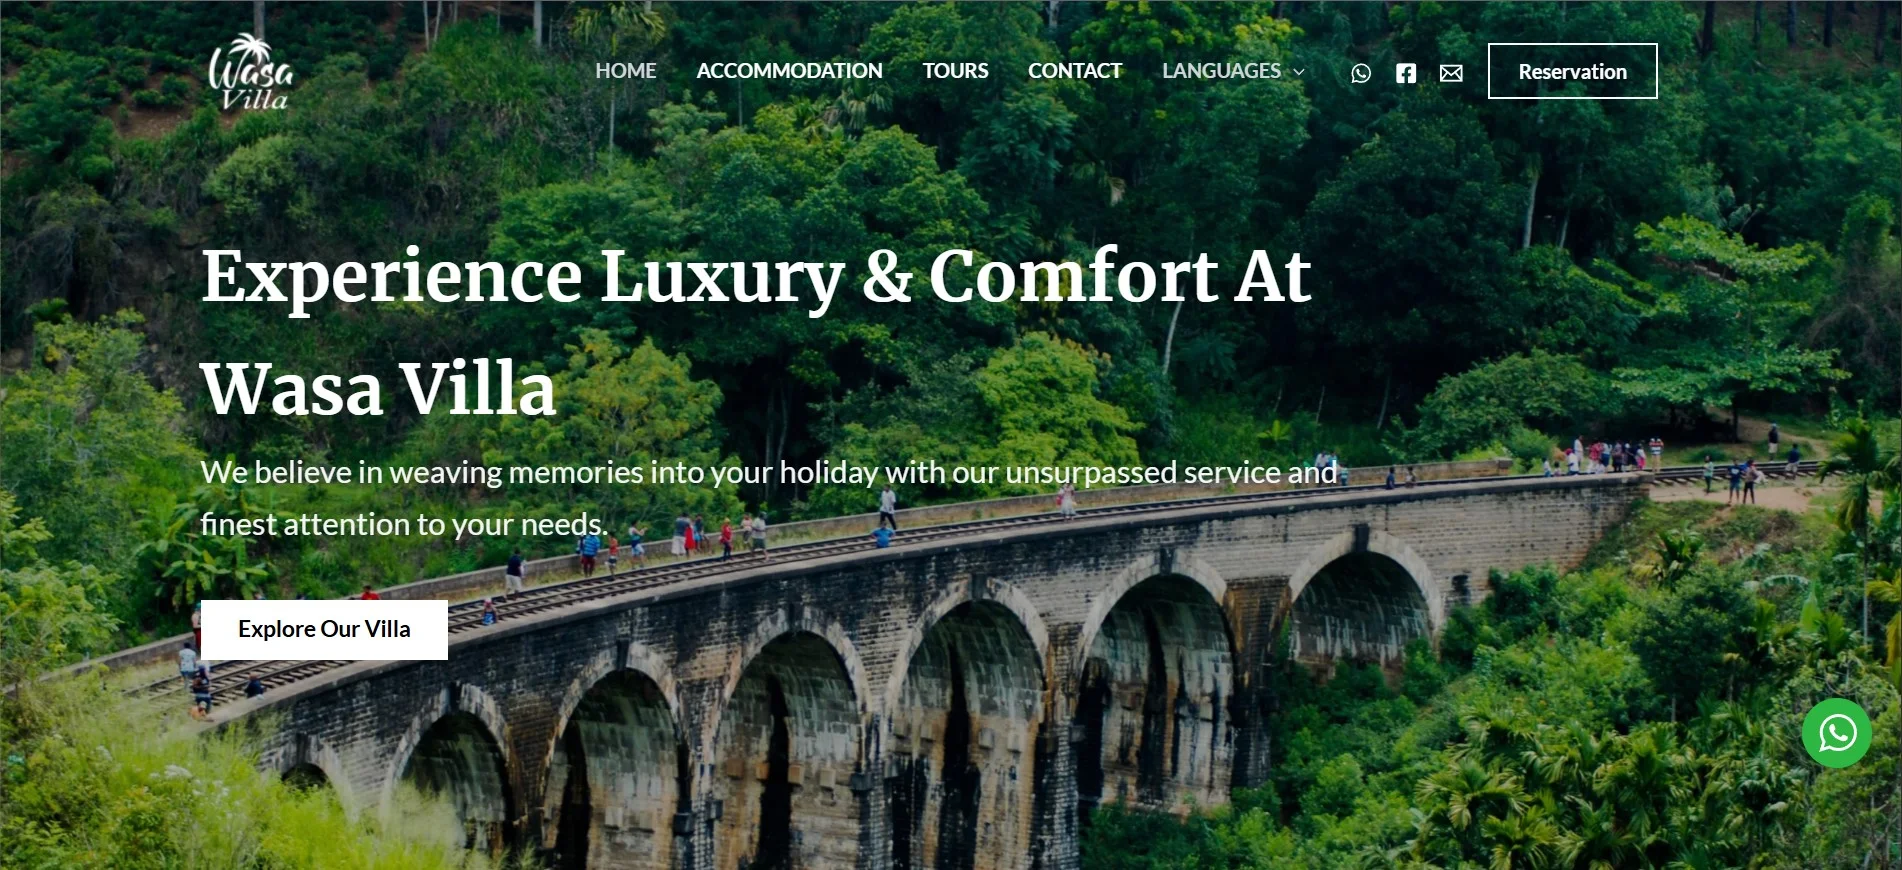 Wasa
Villa
HOME
ACCOMMODATION
TOURS
CONTACT
LANGUAGES
Reservation
Experience Luxury & Comfort At
Wasa Villa
We believe in weaving memories into your holiday with our unsurpassed service and
finest attention to your needs.
Explore Our Villa